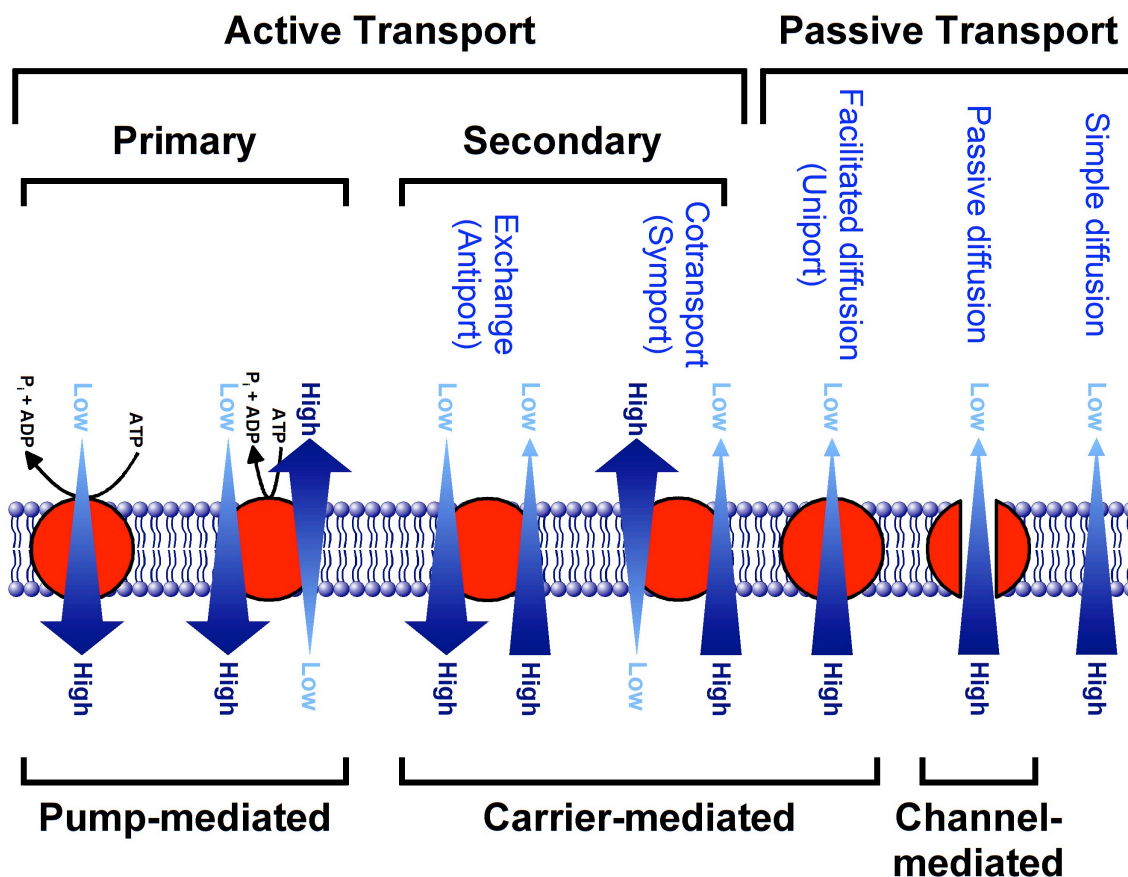 Active Transport
Passive Transport
Primary
Secondary
Exchange
(Antiport)
Cotransport
(Symport)
Facilitated diffusion
(Uniport)
Passive diffusion
Simple diffusion
Pi + ADP
Low
ATP
Low
Pi + ADP
ATP
High
Low
Low
High
Low
Low
Low
Low
High
High
Low
High
High
Low
High
High
High
High
Pump-mediated
Carrier-mediated
Channel-
mediated